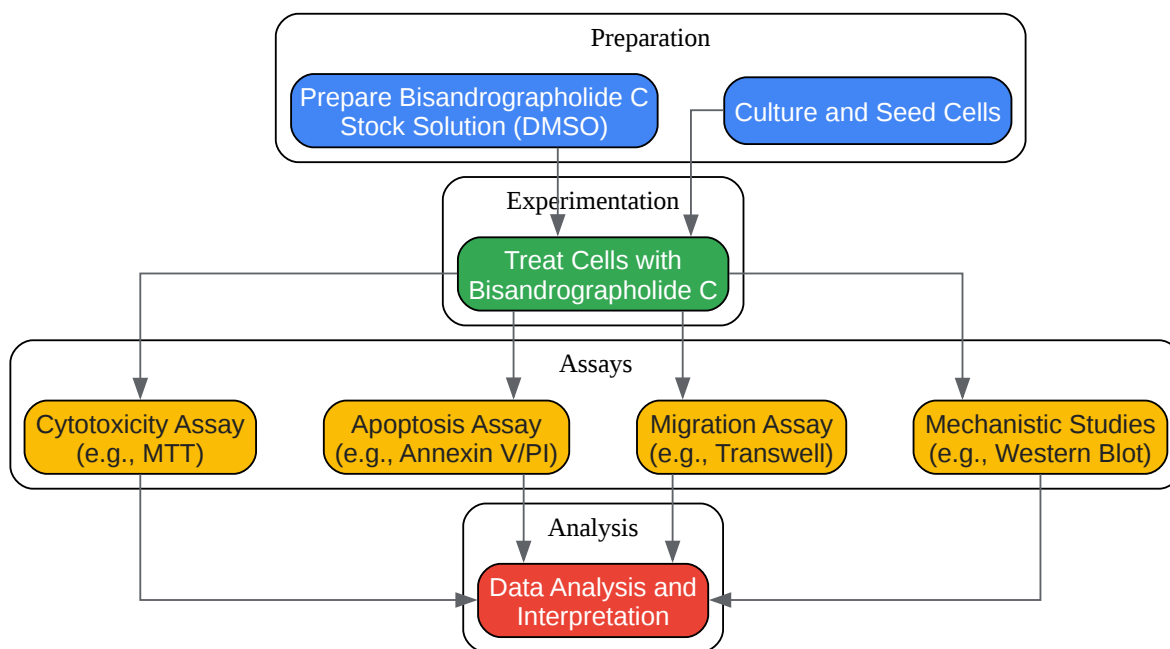 Preparation
Prepare Bisandrographolide C
Stock Solution (DMSO)
Culture and Seed Cells
Experimentation
Treat Cells with
Bisandrographolide C
Assays
Cytotoxicity Assay
(e.g., MTT)
Apoptosis Assay
(e.g., Annexin V/PI)
Migration Assay
(e.g., Transwell)
Mechanistic Studies
(e.g., Western Blot)
Analysis
Data Analysis and
Interpretation